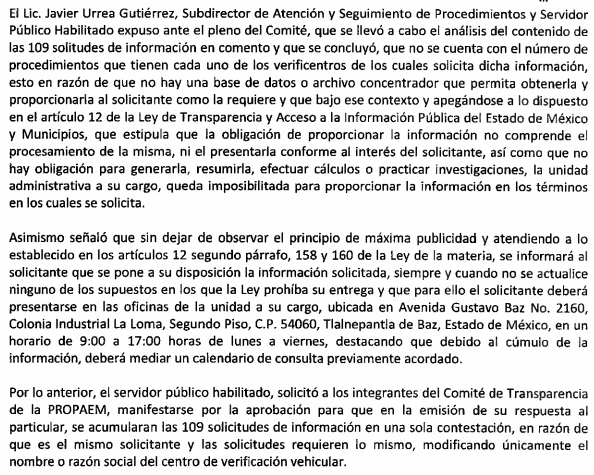 El Lic. Javier Urrea Gutiérrez, Subdirector de Atención y Seguimiento de Procedimientos y Servidor
Público Habilitado expuso ante el pleno del Comité, que se llevó a cabo el análisis del contenido de
las 109 solitudes de información en comento y que se concluyó, que no se cuenta con el número de
procedimientos que tienen cada uno de los verificentros de los cuales solicita dicha información,
esto en razón de que no hay una base de datos o archivo concentrador que permita obtenerla y
proporcionarla al solicitante como la requiere y que bajo ese contexto y apegándose a lo dispuesto
en el artículo 12 de la Ley de Transparencia y Acceso a la Información Pública del Estado de México
y Municipios, que estipula que la obligación de proporcionar la información no comprende el
procesamiento de la misma, ni el presentarla conforme al interés del solicitante, así como que no
hay obligación para generarla, resumirla, efectuar cálculos o practicar investigaciones, la unidad
administrativa a su cargo, queda imposibilitada para proporcionar la información en los términos
en los cuales se solicita.
Asimismo señaló que sin dejar de observar el principio de máxima publicidad y atendiendo a lo
establecido en los artículos 12 segundo párrafo, 158 y 160 de la Ley de la materia, se informará al
solicitante que se pone a su disposición la información solicitada, siempre y cuando no se actualice
ninguno de los supuestos en los que la Ley prohíba su entrega y que para ello el solicitante deberá
presentarse en las oficinas de la unidad a su cargo, ubicada en Avenida Gustavo Baz No. 2160,
Colonia Industrial La Loma, Segundo Piso, C.P. 54060, Tlalnepantla de Baz, Estado de México, en un
horario de 9:00 a 17:00 horas de lunes a viernes, destacando que debido al cúmulo de la
información, deberá mediar un calendario de consulta previamente acordado.
Por lo anterior, el servidor público habilitado, solicitó a los integrantes del Comité de Transparencia
de la PROPAEM, manifestarse por la aprobación para que en la emisión de su respuesta al
particular, se acumularan las 109 solicitudes de información en una sola contestación, en razón de
que es el mismo solicitante y las solicitudes requieren lo mismo, modificando únicamente el
nombre o razón social del centro de verificación vehicular.